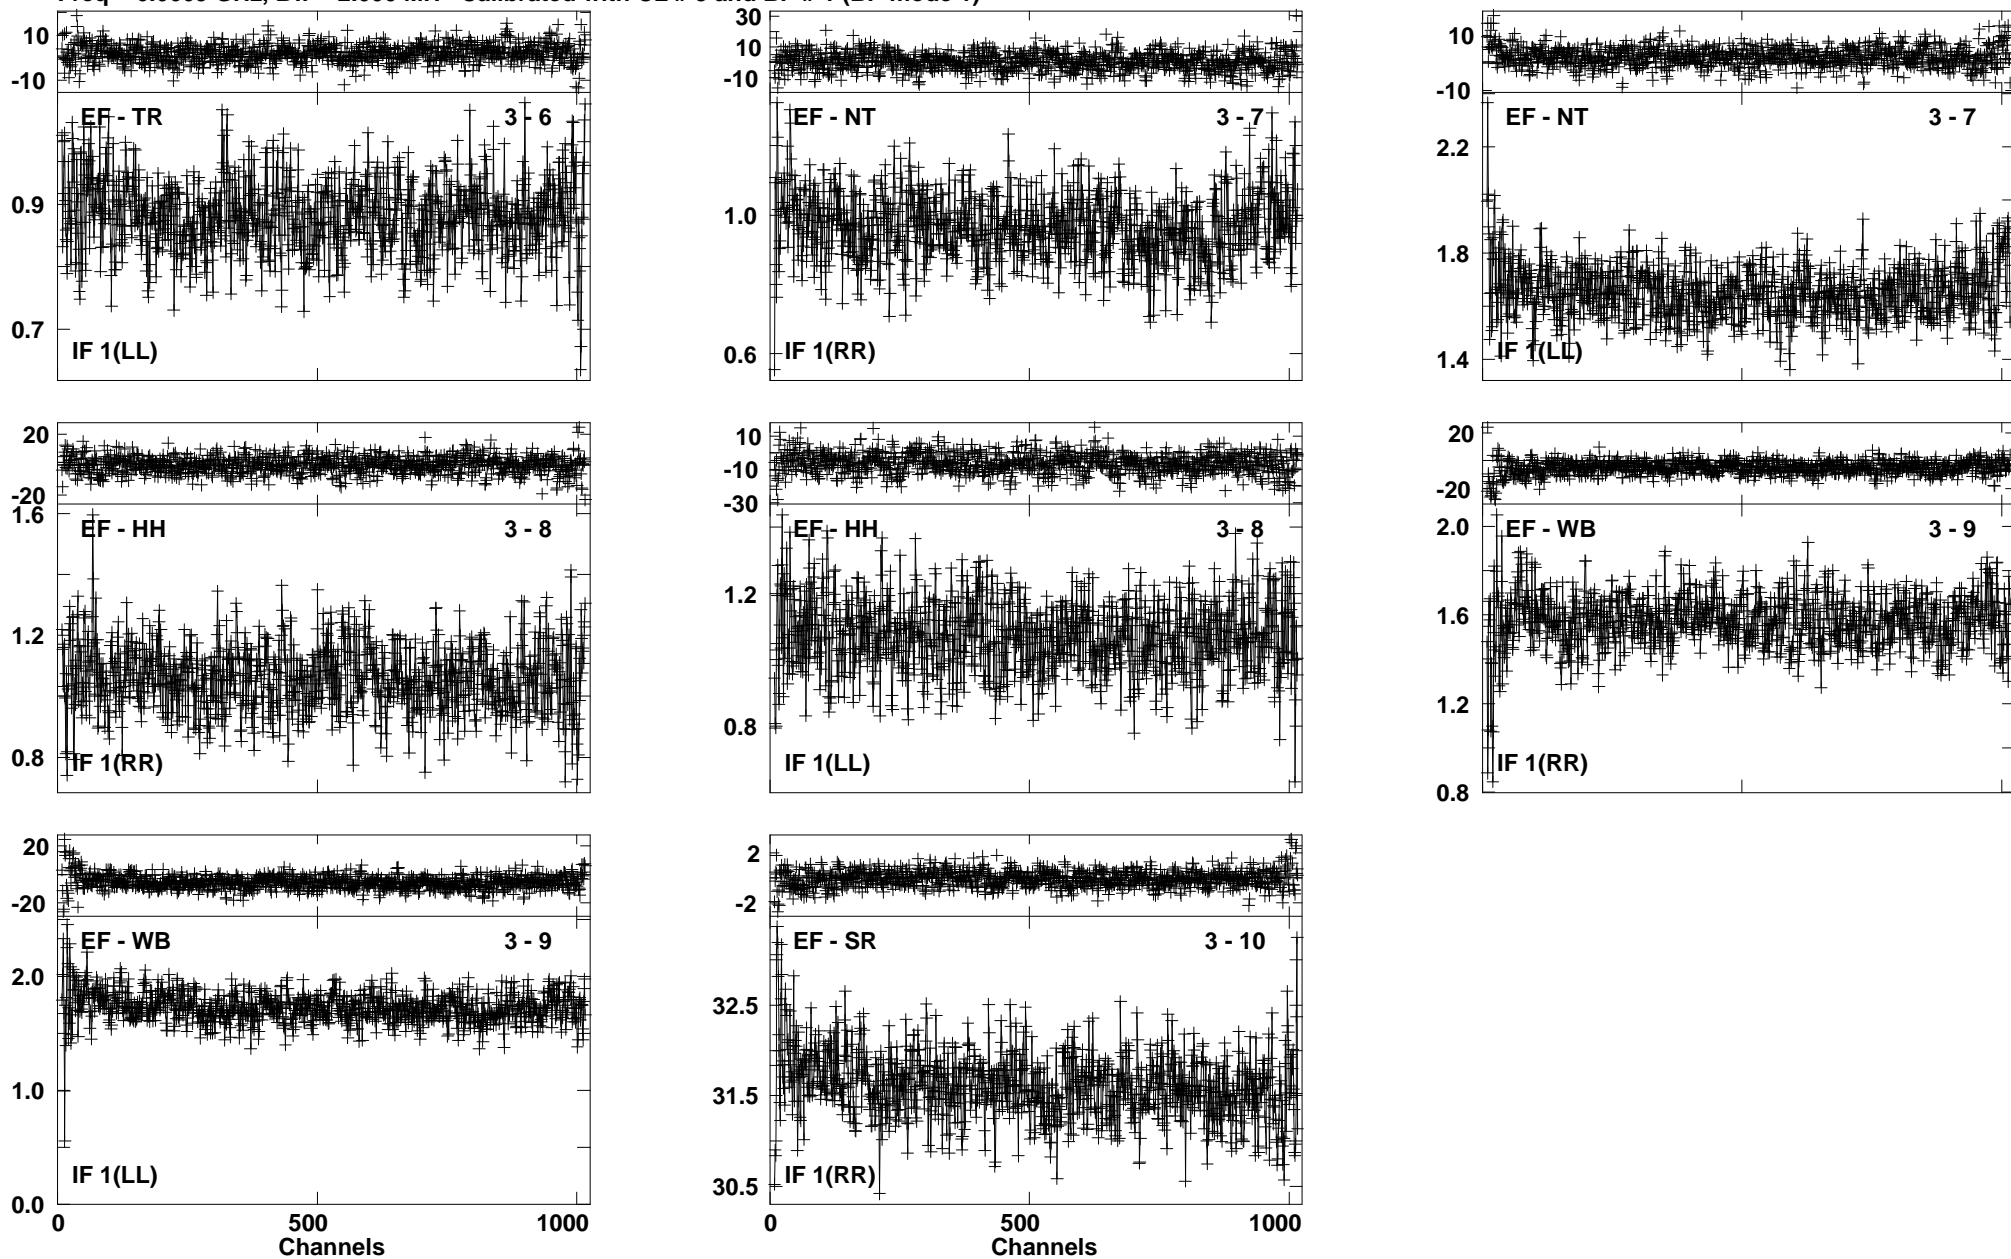 10
-10
EF - TR 3 - 6
0.9
0.7
IF 1(LL)
30
10
-10
EF - NT 3 - 7
1.0
0.6
IF 1(RR)
10
-10
EF - NT 3 - 7
2.2
1.8
1.4
IF 1(LL)
20
-20
1.6
EF - HH 3 - 8
1.2
0.8
IF 1(RR)
10
-10
-30
EF - HH 3 - 8
1.2
0.8
IF 1(LL)
20
-20
2.0
EF - WB 3 - 9
1.6
1.2
0.8
IF 1(RR)
20
-20
EF - WB 3 - 9
2.0
1.0
0.0
IF 1(LL)
0 500 1000
Channels
2
-2
EF - SR 3 - 10
32.5
31.5
30.5
IF 1(RR)
0 500 1000
Channels